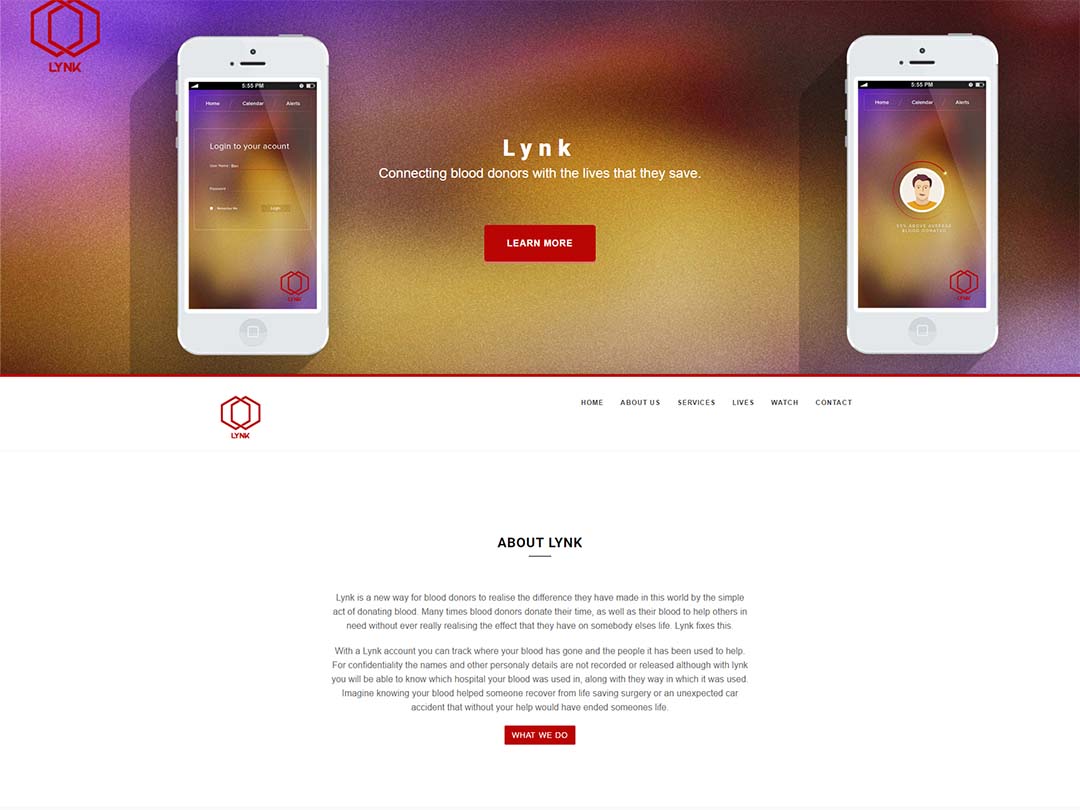 LYNK
5:55 PM
Home / Calendar / Alerts
Login to your acount
User Name: Ben
Password
Remember Me
Login
LYNK
Lynk
Connecting blood donors with the lives that they save.
LEARN MORE
5:55 PM
Home / Calendar / Alerts
50% ABOVE AVERAGE
BLOOD DONATED
LYNK
LYNK
HOME ABOUT US SERVICES LIVES WATCH CONTACT
ABOUT LYNK
Lynk is a new way for blood donors to realise the difference they have made in this world by the simple
act of donating blood. Many times blood donors donate their time, as well as their blood to help others in
need without ever really realising the effect that they have on somebody elses life. Lynk fixes this.
With a Lynk account you can track where your blood has gone and the people it has been used to help.
For confidentiality the names and other personaly details are not recorded or released although with lynk
you will be able to know which hospital your blood was used in, along with they way in which it was used.
Imagine knowing your blood helped someone recover from life saving surgery or an unexpected car
accident that without your help would have ended someones life.
WHAT WE DO